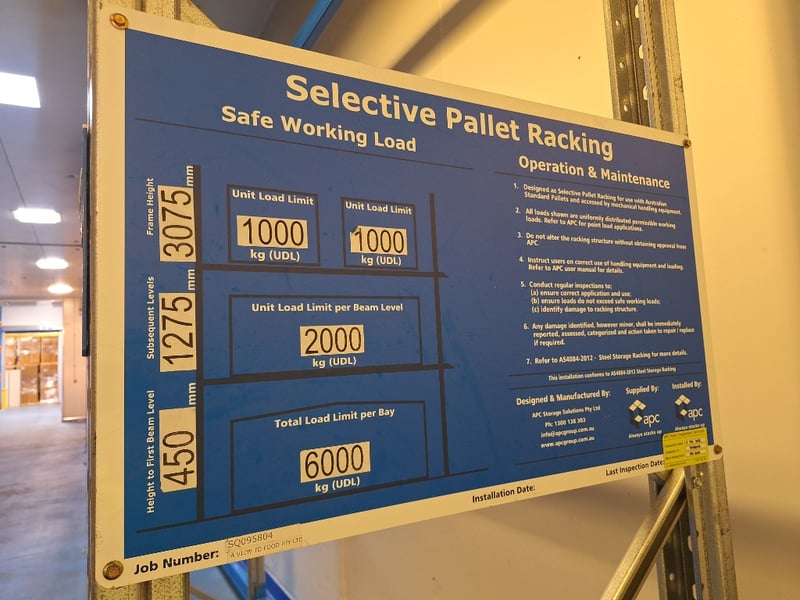 Selective Pallet Racking
Safe Working Load
Frame Height
3075 mm
Unit Load Limit
1000
kg (UDL)
Unit Load Limit
1000
kg (UDL)
Subsequent Levels
1275 mm
Unit Load Limit per Beam Level
2000
kg (UDL)
Height to First Beam Level
450 mm
Total Load Limit per Bay
6000
kg (UDL)
Operation & Maintenance
1. Designed as Selective Pallet Racking for use with Australian
Standard Pallets and accessed by mechanical handling equipment.
2. All loads shown are uniformly distributed permissible working
loads. Refer to APC for point load applications.
3. Do not alter the racking structure without obtaining approval from
APC.
4. Instruct users on correct use of handling equipment and loading.
Refer to APC user manual for details.
5. Conduct regular inspections to:
(a) ensure correct application and use;
(b) ensure loads do not exceed safe working loads;
(c) identify damage to racking structure.
6. Any damage identified, however minor, shall be immediately
reported, assessed, categorized and action taken to repair / replace
if required.
7. Refer to AS4084-2012 - Steel Storage Racking for more details.
This installation conforms to AS4084-2012 Steel Storage Racking
Designed & Manufactured By:
APC Storage Solutions Pty Ltd
Ph: 1300 138 303
info@apcgroup.com.au
www.apcgroup.com.au
Supplied By:
apc
Always stacks up
Installed By:
apc
Always stacks up
Job Number:
SQ095804
A VIEW TO FOOD PTY LTD
Installation Date:
Last Inspection Date: